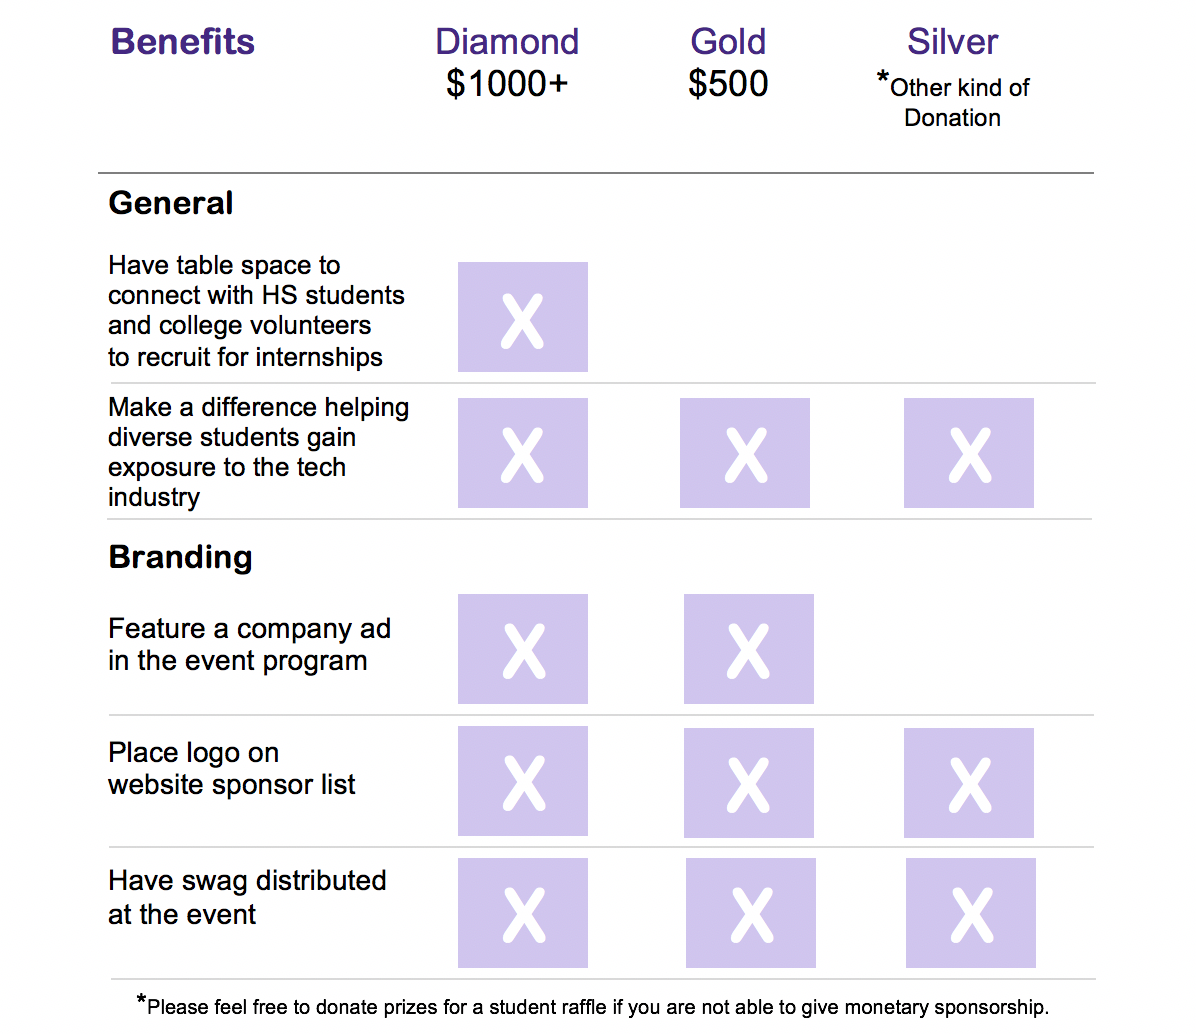 Benefits Diamond Gold Silver
$1000+ $500 *Other kind of
Donation
General
Have table space to
connect with HS students
and college volunteers
to recruit for internships
X
Make a difference helping
diverse students gain
exposure to the tech
industry
X X X
Branding
Feature a company ad
in the event program
X X
Place logo on
website sponsor list
X X X
Have swag distributed
at the event
X X X
*Please feel free to donate prizes for a student raffle if you are not able to give monetary sponsorship.